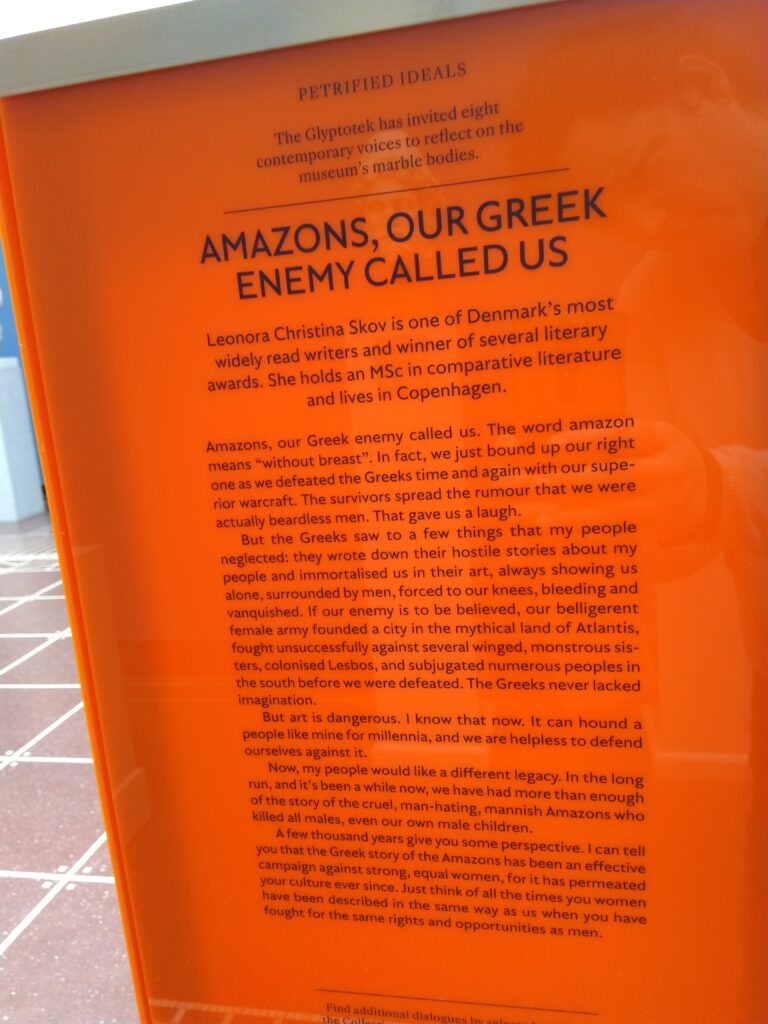 PETRIFIED IDEALS
The Glyptotek has invited eight
contemporary voices to reflect on the
museum's marble bodies.
AMAZONS, OUR GREEK
ENEMY CALLED US
Leonora Christina Skov is one of Denmark's most
widely read writers and winner of several literary
awards. She holds an MSc in comparative literature
and lives in Copenhagen.
Amazons, our Greek enemy called us. The word amazon
means "without breast". In fact, we just bound up our right
one as we defeated the Greeks time and again with our supe-
rior warcraft. The survivors spread the rumour that we were
actually beardless men. That gave us a laugh.
But the Greeks saw to a few things that my people
neglected: they wrote down their hostile stories about my
people and immortalised us in their art, always showing us
alone, surrounded by men, forced to our knees, bleeding and
vanquished. If our enemy is to be believed, our belligerent
female army founded a city in the mythical land of Atlantis,
fought unsuccessfully against several winged, monstrous sis-
ters, colonised Lesbos, and subjugated numerous peoples in
the south before we were defeated. The Greeks never lacked
imagination.
But art is dangerous. I know that now. It can hound a
people like mine for millennia, and we are helpless to defend
ourselves against it.
Now, my people would like a different legacy. In the long
run, and it's been a while now, we have had more than enough
of the story of the cruel, man-hating, mannish Amazons who
killed all males, even our own male children.
A few thousand years give you some perspective. I can tell
you that the Greek story of the Amazons has been an effective
campaign against strong, equal women, for it has permeated
your culture ever since. Just think of all the times you women
have been described in the same way as us when you have
fought for the same rights and opportunities as men.
Find additional dialogues by
the